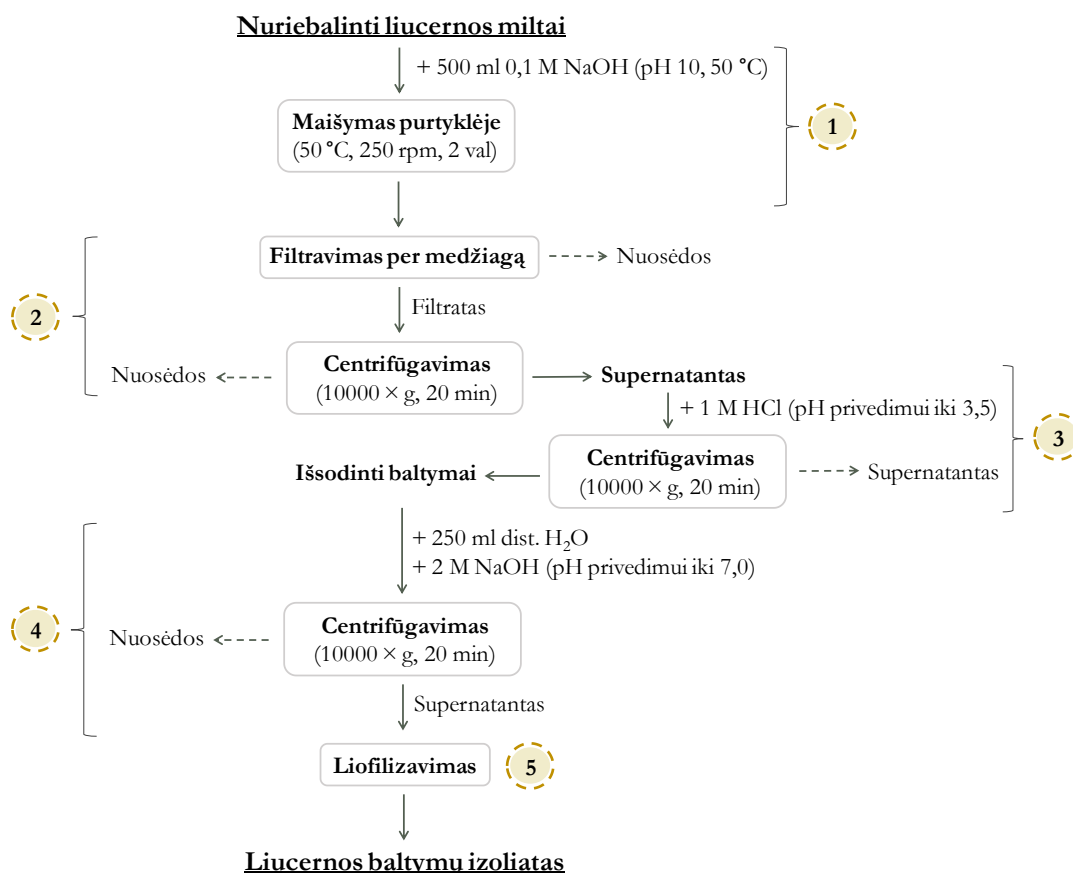 Nuriebalinti liucernos miltai
+ 500 ml 0,1 M NaOH (pH 10, 50 °C)
Maišymas purtyklėje
(50 °C, 250 rpm, 2 val)
1
Filtravimas per medžiagą
Nuosėdos
Filtratas
2
Nuosėdos
Centrifūgavimas
(10000 × g, 20 min)
Supernatantas
+ 1 M HCl (pH privedimui iki 3,5)
3
Išsodinti baltymai
Centrifūgavimas
(10000 × g, 20 min)
Supernatantas
+ 250 ml dist. H₂O
+ 2 M NaOH (pH privedimui iki 7,0)
4
Nuosėdos
Centrifūgavimas
(10000 × g, 20 min)
Supernatantas
Liofilizavimas
5
Liucernos baltymų izoliatas